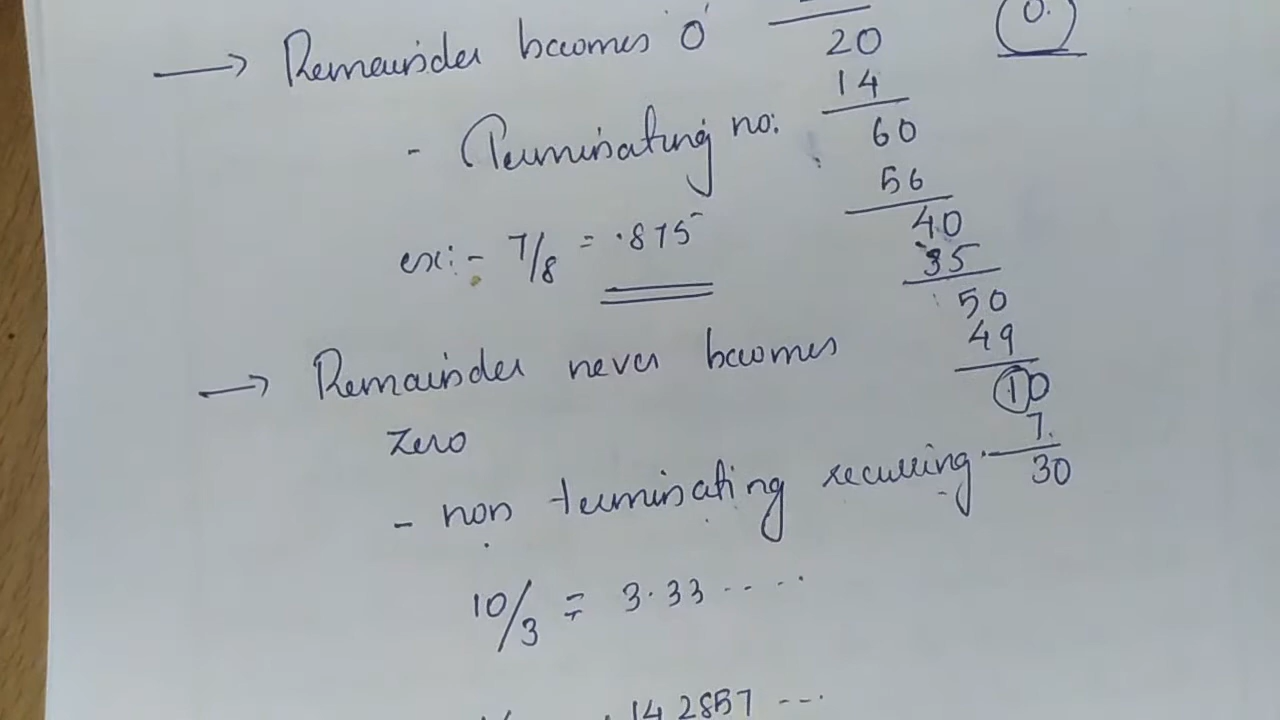 → Remainder becomes 0
- Terminating no:
ex:- 7/8 = .875
→ Remainder never becomes
zero
- non terminating recurring.
10/3 = 3.33 .....
.142857 ...
0.
20
14
60
56
40
35
50
49
10
7.
30